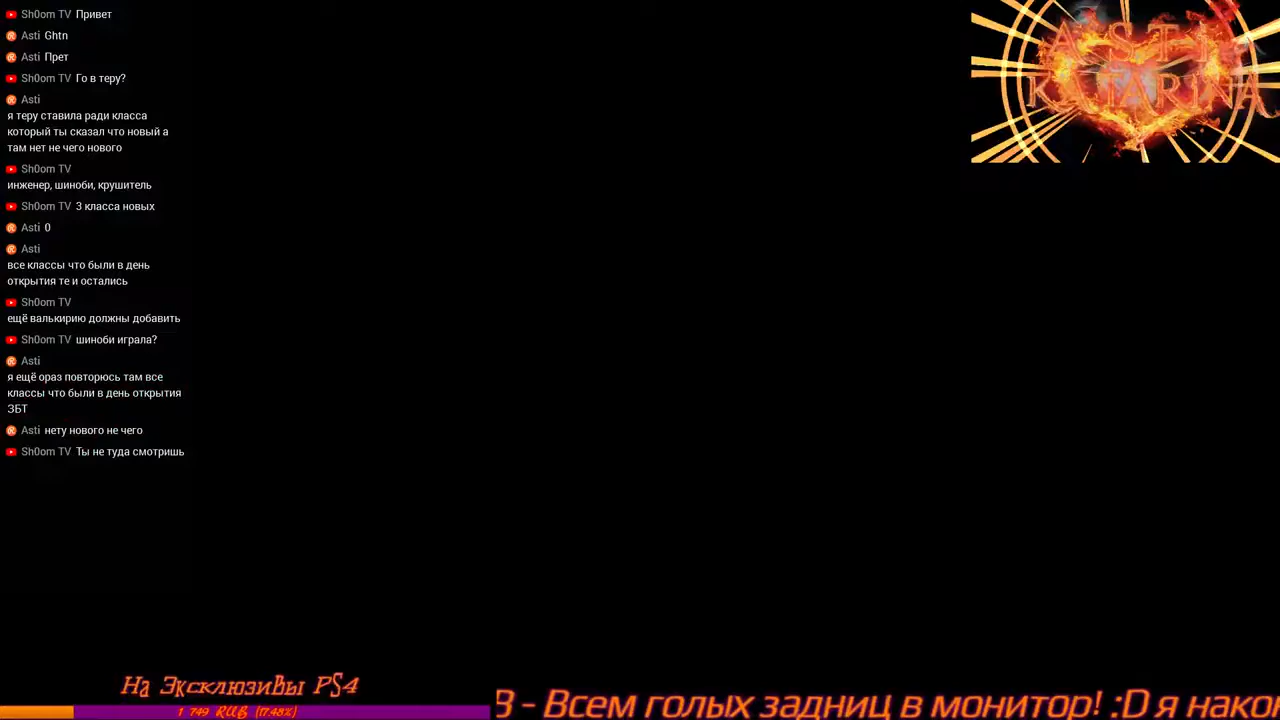 Sh0om TV Привет
Asti Ghtn
Asti Прет
Sh0om TV Го в теру?
Asti
я теру ставила ради класса
который ты сказал что новый а
там нет не чего нового
Sh0om TV
инженер, шиноби, крушитель
Sh0om TV 3 класса новых
Asti 0
Asti
все классы что были в день
открытия те и остались
Sh0om TV
ещё валькирию должны добавить
Sh0om TV шиноби играла?
Asti
я ещё ораз повторюсь там все
классы что были в день открытия
ЗБТ
Asti нету нового не чего
Sh0om TV Ты не туда смотришь
ASTI
KATARINA
На Эксклюзивы PS4
1 749 RUB (17.48%)
- Всем голых задниц в монитор! :D я нако